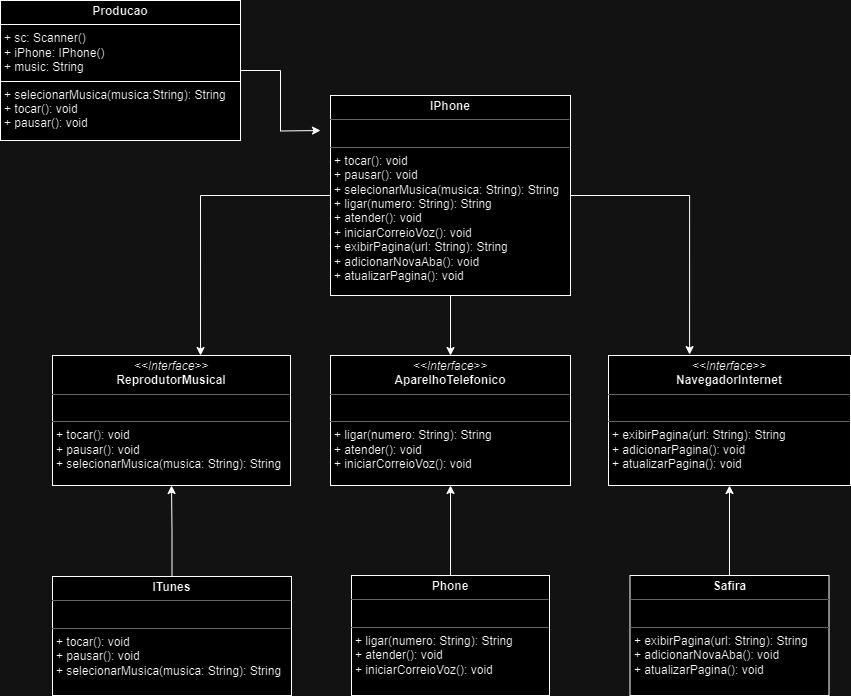 Producao
+ sc: Scanner()
+ iPhone: IPhone()
+ music: String
+ selecionarMusica(musica:String): String
+ tocar(): void
+ pausar(): void
IPhone
+ tocar(): void
+ pausar(): void
+ selecionarMusica(musica: String): String
+ ligar(numero: String): String
+ atender(): void
+ iniciarCorreioVoz(): void
+ exibirPagina(url: String): String
+ adicionarNovaAba(): void
+ atualizarPagina(): void
<<Interface>>
ReprodutorMusical
+ tocar(): void
+ pausar(): void
+ selecionarMusica(musica: String): String
<<Interface>>
AparelhoTelefonico
+ ligar(numero: String): String
+ atender(): void
+ iniciarCorreioVoz(): void
<<Interface>>
NavegadorInternet
+ exibirPagina(url: String): String
+ adicionarPagina(): void
+ atualizarPagina(): void
ITunes
+ tocar(): void
+ pausar(): void
+ selecionarMusica(musica: String): String
Phone
+ ligar(numero: String): String
+ atender(): void
+ iniciarCorreioVoz(): void
Safira
+ exibirPagina(url: String): String
+ adicionarNovaAba(): void
+ atualizarPagina(): void